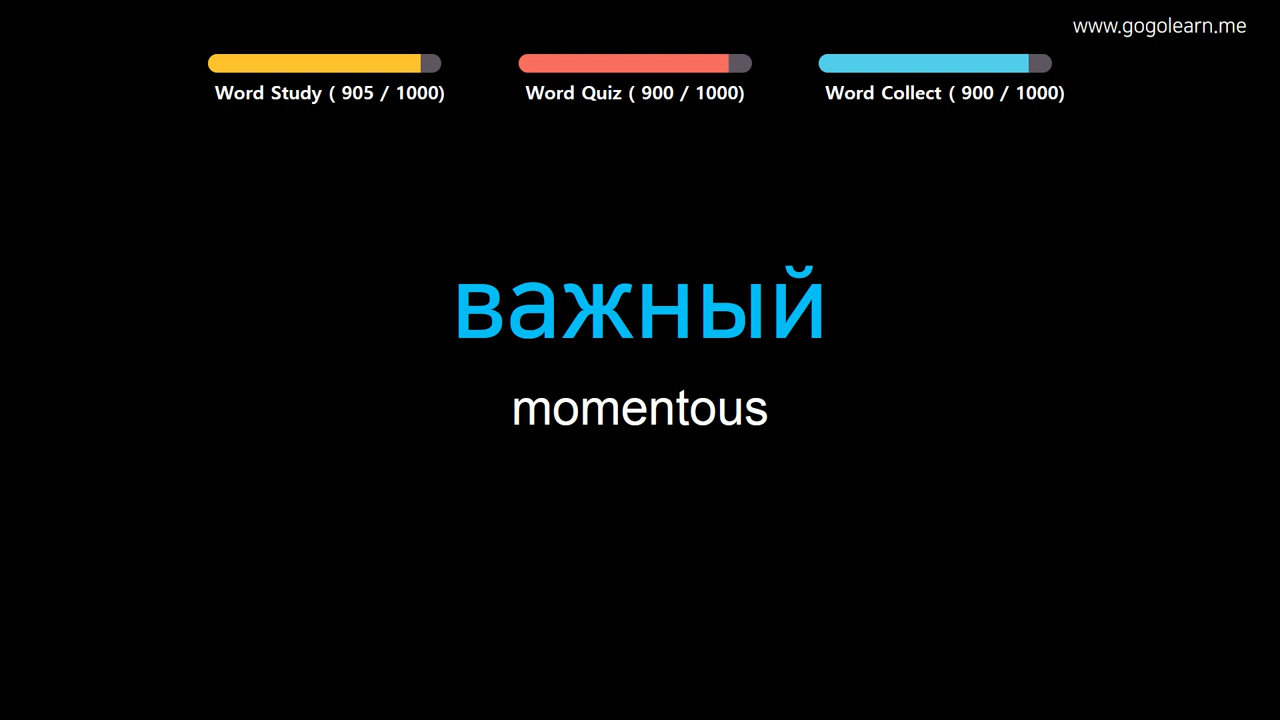 www.gogolearn.me
Word Study ( 905 / 1000)
Word Quiz ( 900 / 1000)
Word Collect ( 900 / 1000)
важный
momentous